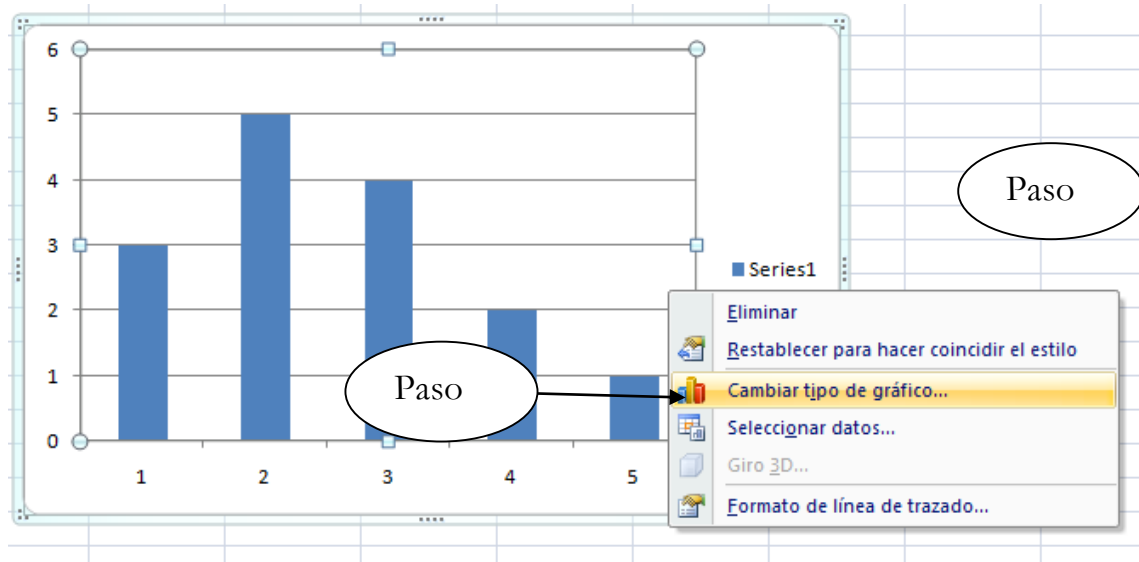 6
5
4
3
2
1
0
1 2 3 4 5
Series1
Paso
Paso
Eliminar
Restablecer para hacer coincidir el estilo
Cambiar tipo de gráfico...
Seleccionar datos...
Giro 3D...
Formato de línea de trazado...